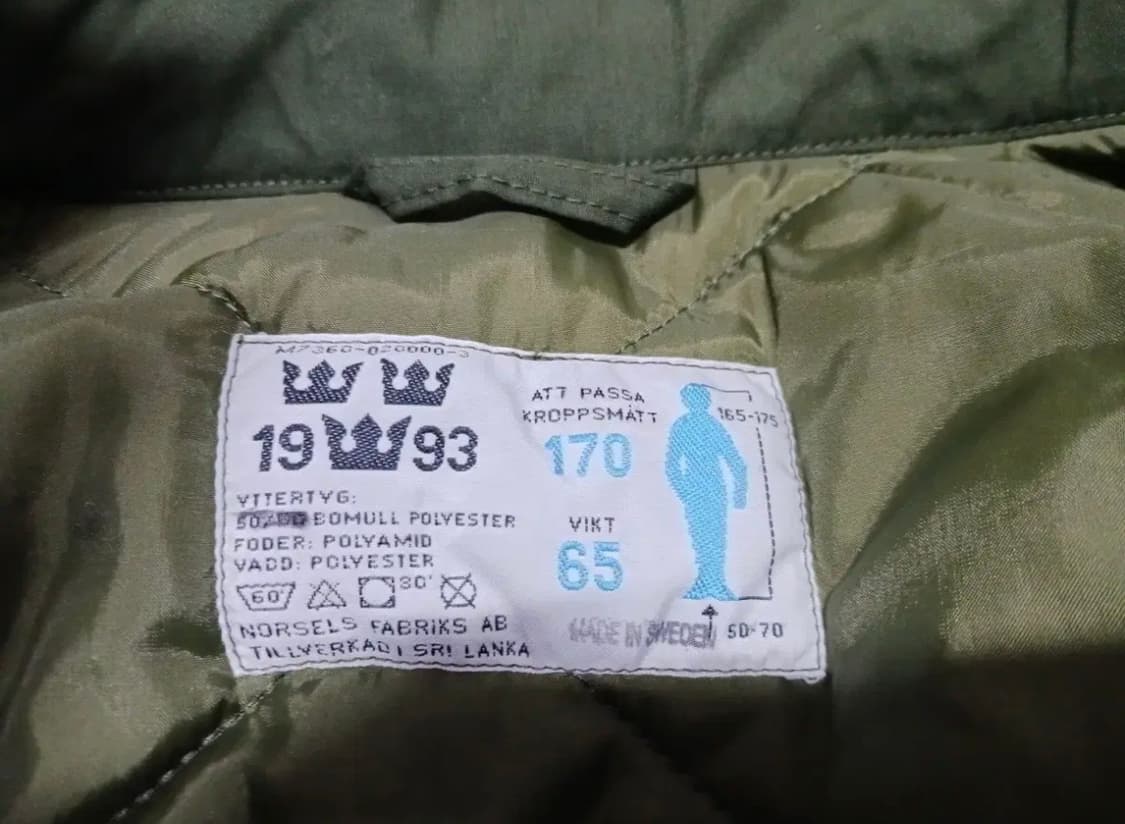 M7360-020000-3
19 93
YTTERTYG:
BOMULL POLYESTER
FODER: POLYAMID
VADD: POLYESTER
60° 80°
NORSELS FABRIKS AB
TILLVERKAD I SRI LANKA
ATT PASSA
KROPPSMÅTT
170
165-175
VIKT
65
MADE IN SWEDEN
50-70